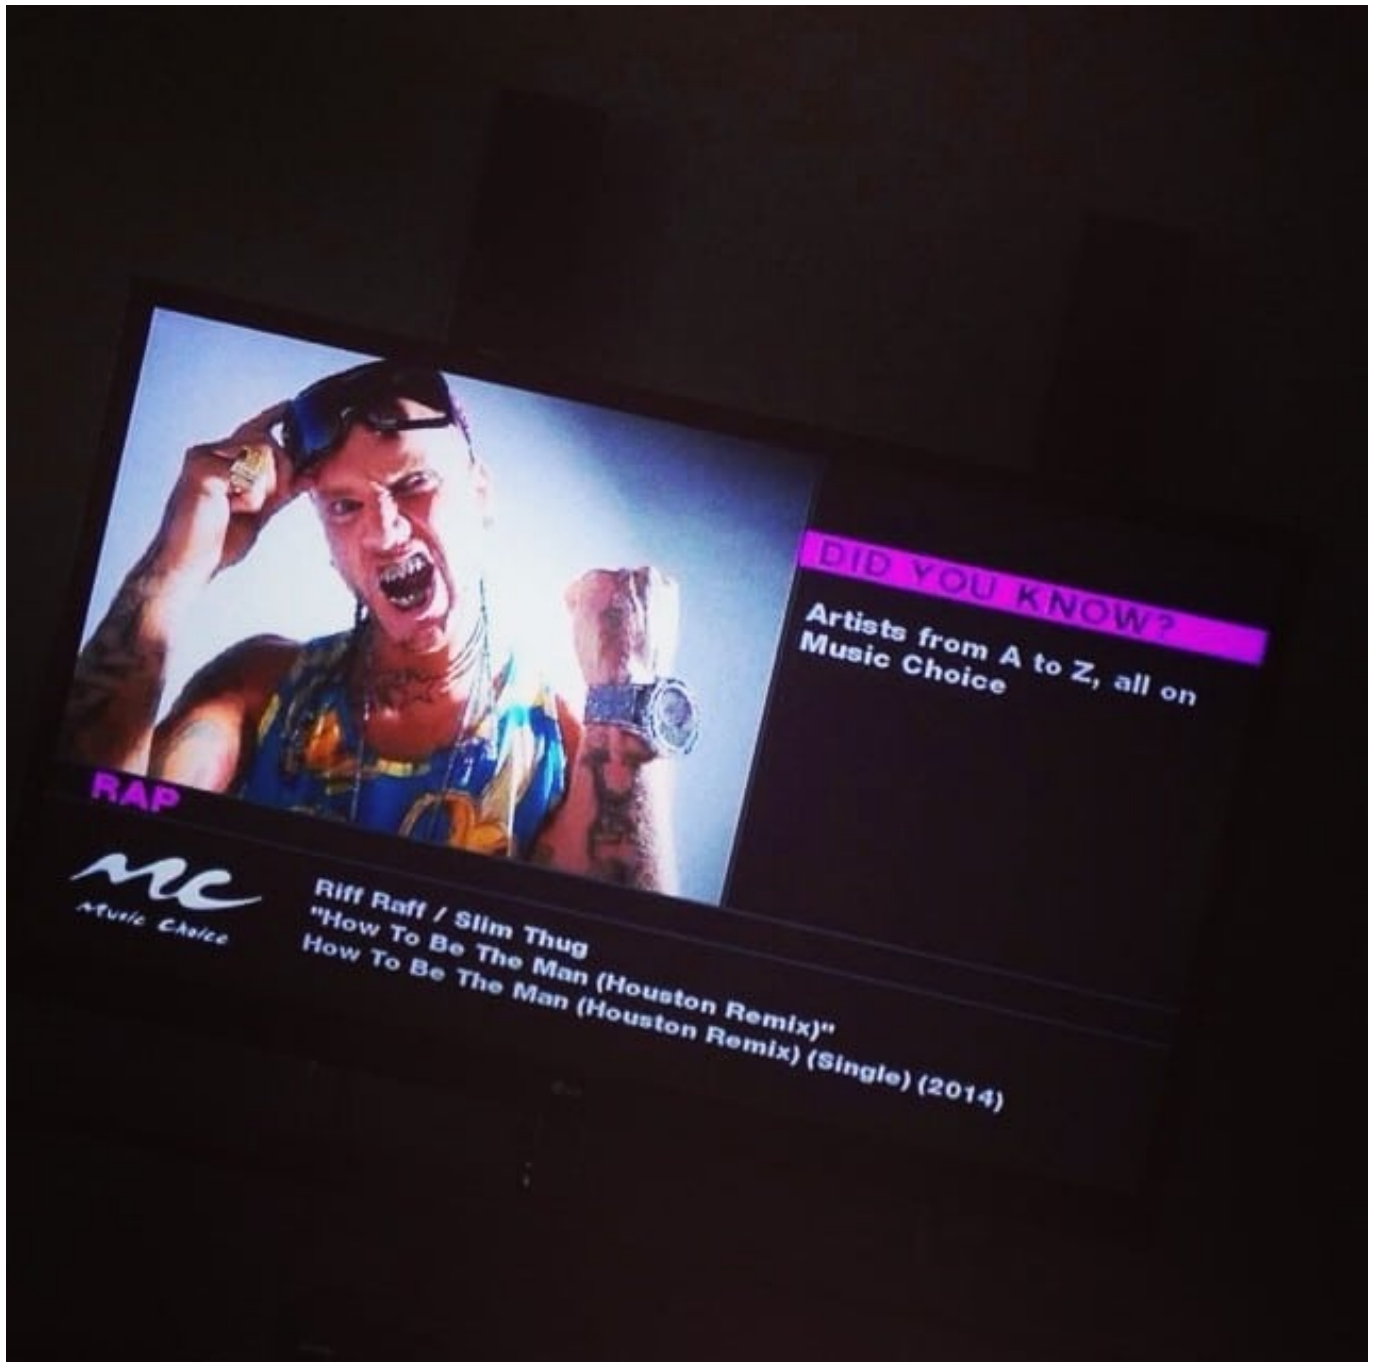 DID YOU KNOW?
Artists from A to Z, all on
Music Choice
RAP
MC
Music Choice
Riff Raff / Slim Thug
"How To Be The Man (Houston Remix)"
How To Be The Man (Houston Remix) (Single) (2014)